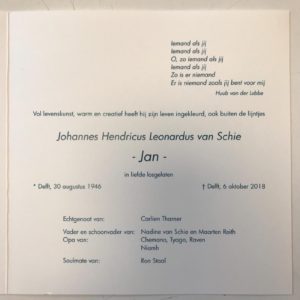 Iemand als jij
Iemand als jij
O, zo iemand als jij
Iemand als jij
Zo is er niemand
Er is niemand zoals jij bent voor mij
Huub van der Lubbe
Vol levenskunst, warm en creatief heeft hij zijn leven ingekleurd, ook buiten de lijntjes
Johannes Hendricus Leonardus van Schie
- Jan -
in liefde losgelaten
* Delft, 30 augustus 1946 † Delft, 6 oktober 2018
Echtgenoot van: Carlien Tharner
Vader en schoonvader van: Nadine van Schie en Maarten Raith
Opa van: Chemano, Tyago, Raven
Niamh
Soulmate van: Ron Staal